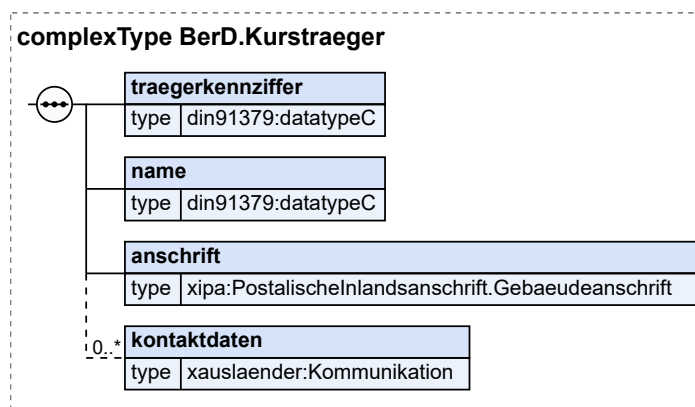 complexType BerD.Kurstraeger
traegerkennziffer
type din91379:datatypeC
name
type din91379:datatypeC
anschrift
type xipa:PostalischeInlandsanschrift.Gebaeudeanschrift
0..* kontaktdaten
type xauslaender:Kommunikation